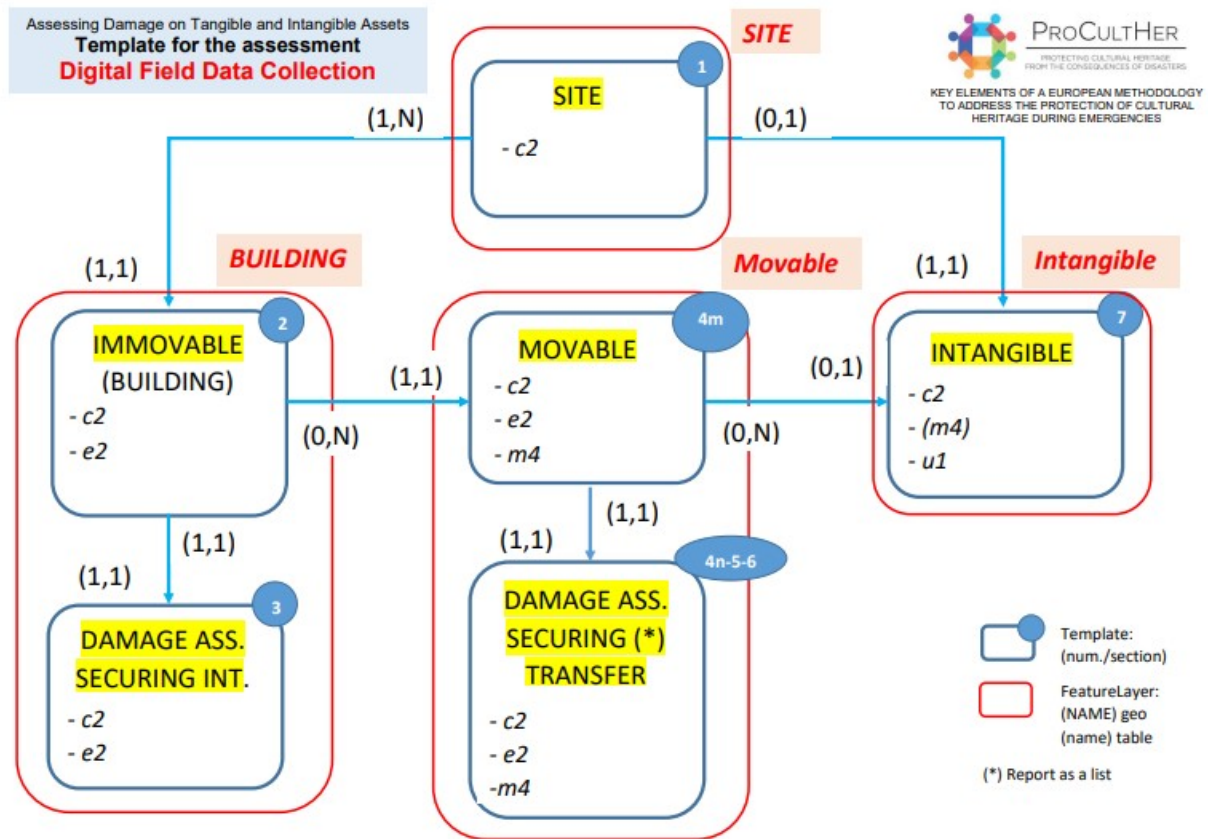 Assessing Damage on Tangible and Intangible Assets
Template for the assessment
Digital Field Data Collection
SITE
PROCULTHER
PROTECTING CULTURAL HERITAGE
FROM THE CONSEQUENCES OF DISASTERS
KEY ELEMENTS OF A EUROPEAN METHODOLOGY
TO ADDRESS THE PROTECTION OF CULTURAL
HERITAGE DURING EMERGENCIES
1
SITE
- c2
(1,N)
(0,1)
(1,1)
BUILDING
Movable
(1,1)
Intangible
2
IMMOVABLE
(BUILDING)
- c2
- e2
(1,1)
(0,N)
4m
MOVABLE
- c2
- e2
- m4
(0,1)
(0,N)
7
INTANGIBLE
- c2
- (m4)
- u1
(1,1)
(1,1)
3
DAMAGE ASS.
SECURING INT.
- c2
- e2
(1,1)
(1,1)
4n-5-6
DAMAGE ASS.
SECURING (*)
TRANSFER
- c2
- e2
-m4
Template:
(num./section)
FeatureLayer:
(NAME) geo
(name) table
(*) Report as a list